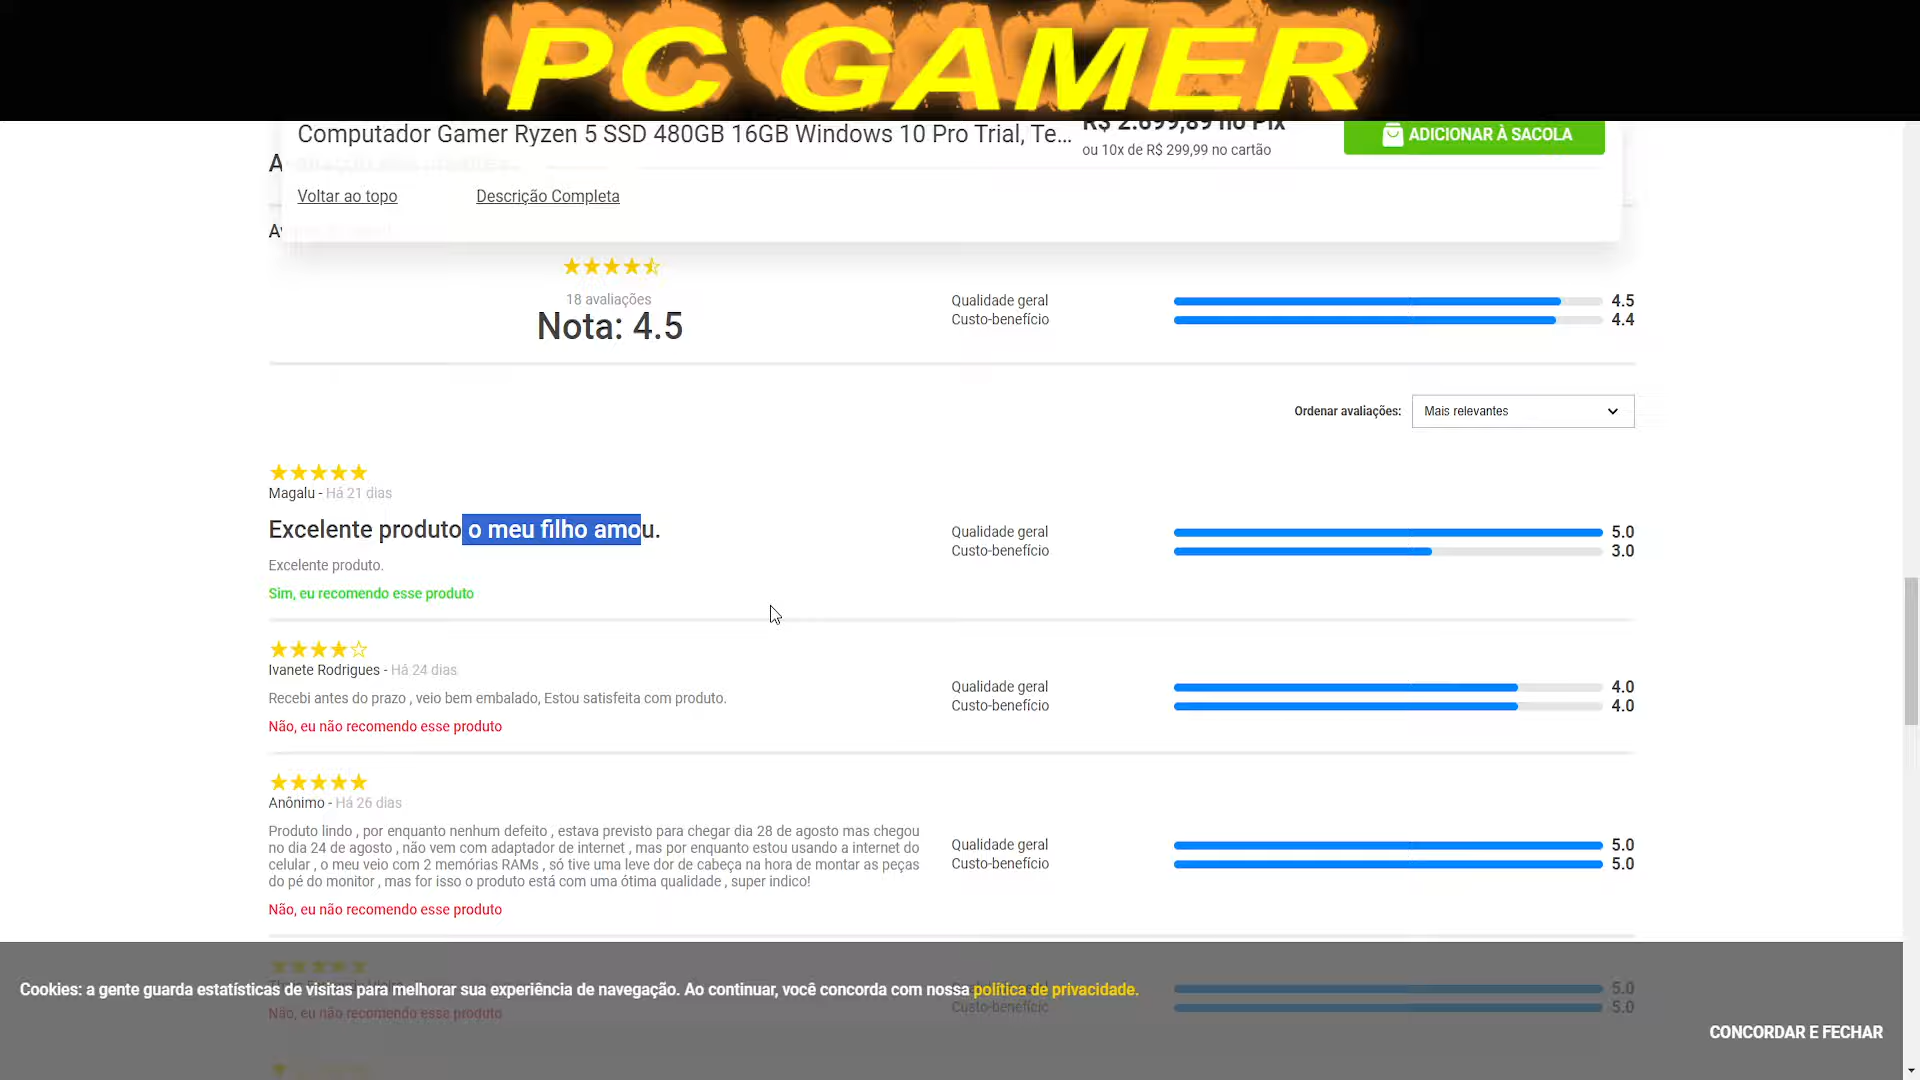 PC GAMER
Computador Gamer Ryzen 5 SSD 480GB 16GB Windows 10 Pro Trial, Te...
R$ 2.699,89 no Pix
ou 10x de R$ 299,99 no cartão
ADICIONAR À SACOLA
Voltar ao topo
Descrição Completa
18 avaliações
Nota: 4.5
Qualidade geral 4.5
Custo-benefício 4.4
Ordenar avaliações: Mais relevantes
Magalu - Há 21 dias
Excelente produto o meu filho amou.
Excelente produto.
Sim, eu recomendo esse produto
Qualidade geral 5.0
Custo-benefício 3.0
Ivanete Rodrigues - Há 24 dias
Recebi antes do prazo , veio bem embalado, Estou satisfeita com produto.
Não, eu não recomendo esse produto
Qualidade geral 4.0
Custo-benefício 4.0
Anônimo - Há 26 dias
Produto lindo , por enquanto nenhum defeito , estava previsto para chegar dia 28 de agosto mas chegou
no dia 24 de agosto , não vem com adaptador de internet , mas por enquanto estou usando a internet do
celular , o meu veio com 2 memórias RAMs , só tive uma leve dor de cabeça na hora de montar as peças
do pé do monitor , mas for isso o produto está com uma ótima qualidade , super indico!
Não, eu não recomendo esse produto
Qualidade geral 5.0
Custo-benefício 5.0
Cookies: a gente guarda estatísticas de visitas para melhorar sua experiência de navegação. Ao continuar, você concorda com nossa política de privacidade.
5.0
Custo-benefício 5.0
Não, eu não recomendo esse produto
CONCORDAR E FECHAR